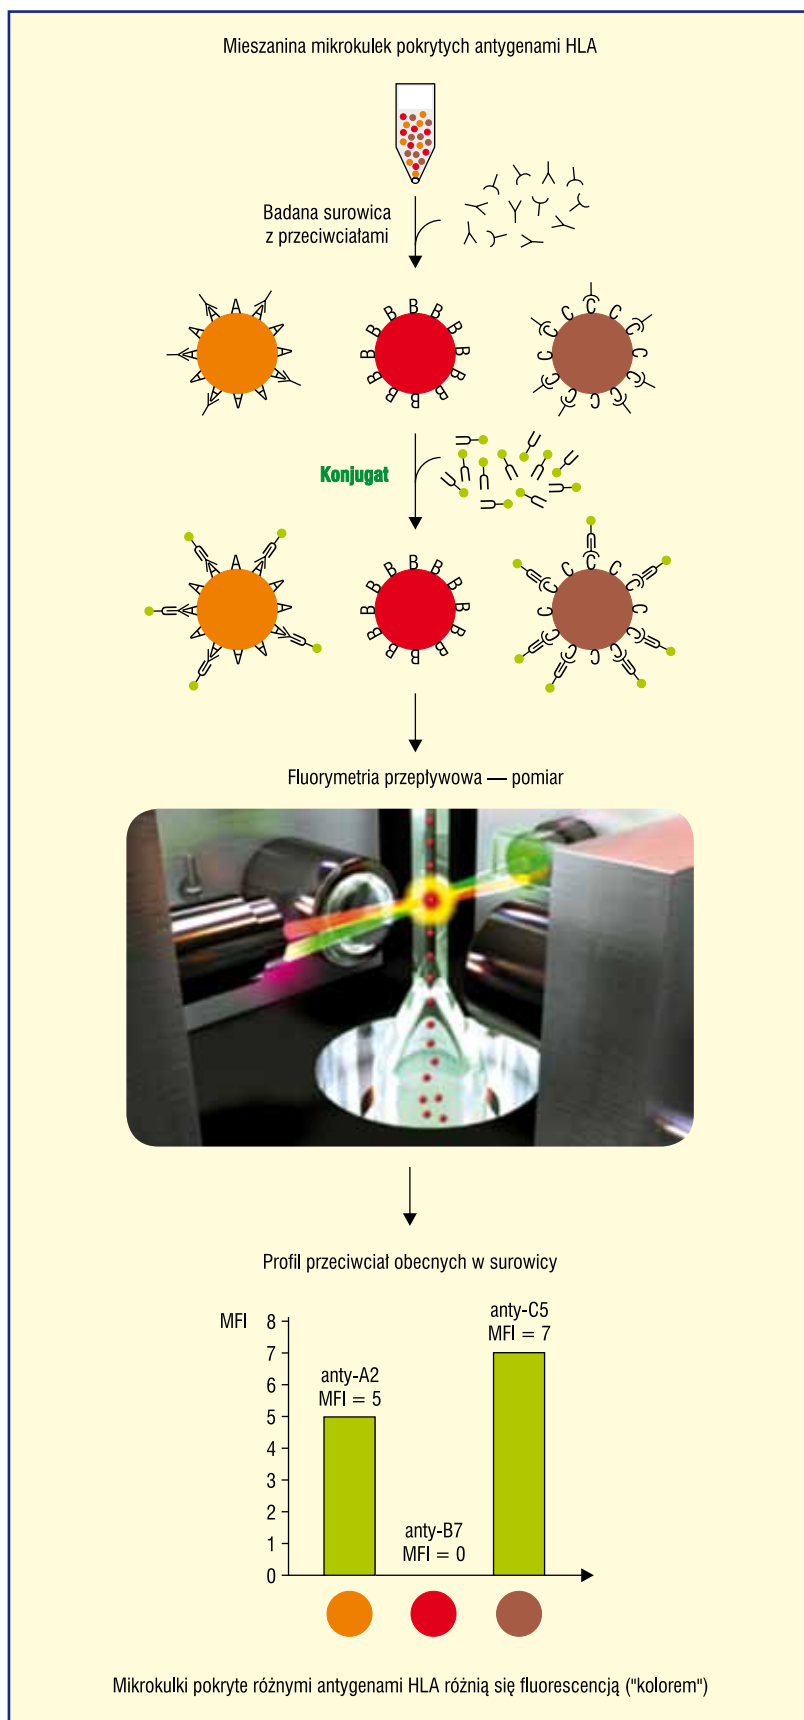 Mieszanina mikrokulek pokrytych antygenami HLA
Badana surowica
z przeciwciałami
A A A A A A A A A A A
B B B B B B B B B B B B
C C C C C C C C C C C
Konjugat
A A A A A A A A A A A
B B B B B B B B B B B B
C C C C C C C C C C C
Fluorymetria przepływowa — pomiar
Profil przeciwciał obecnych w surowicy
MFI
8
7
6
5
4
3
2
1
0
anty-A2
MFI = 5
anty-B7
MFI = 0
anty-C5
MFI = 7
Mikrokulki pokryte różnymi antygenami HLA różnią się fluorescencją ("kolorem")